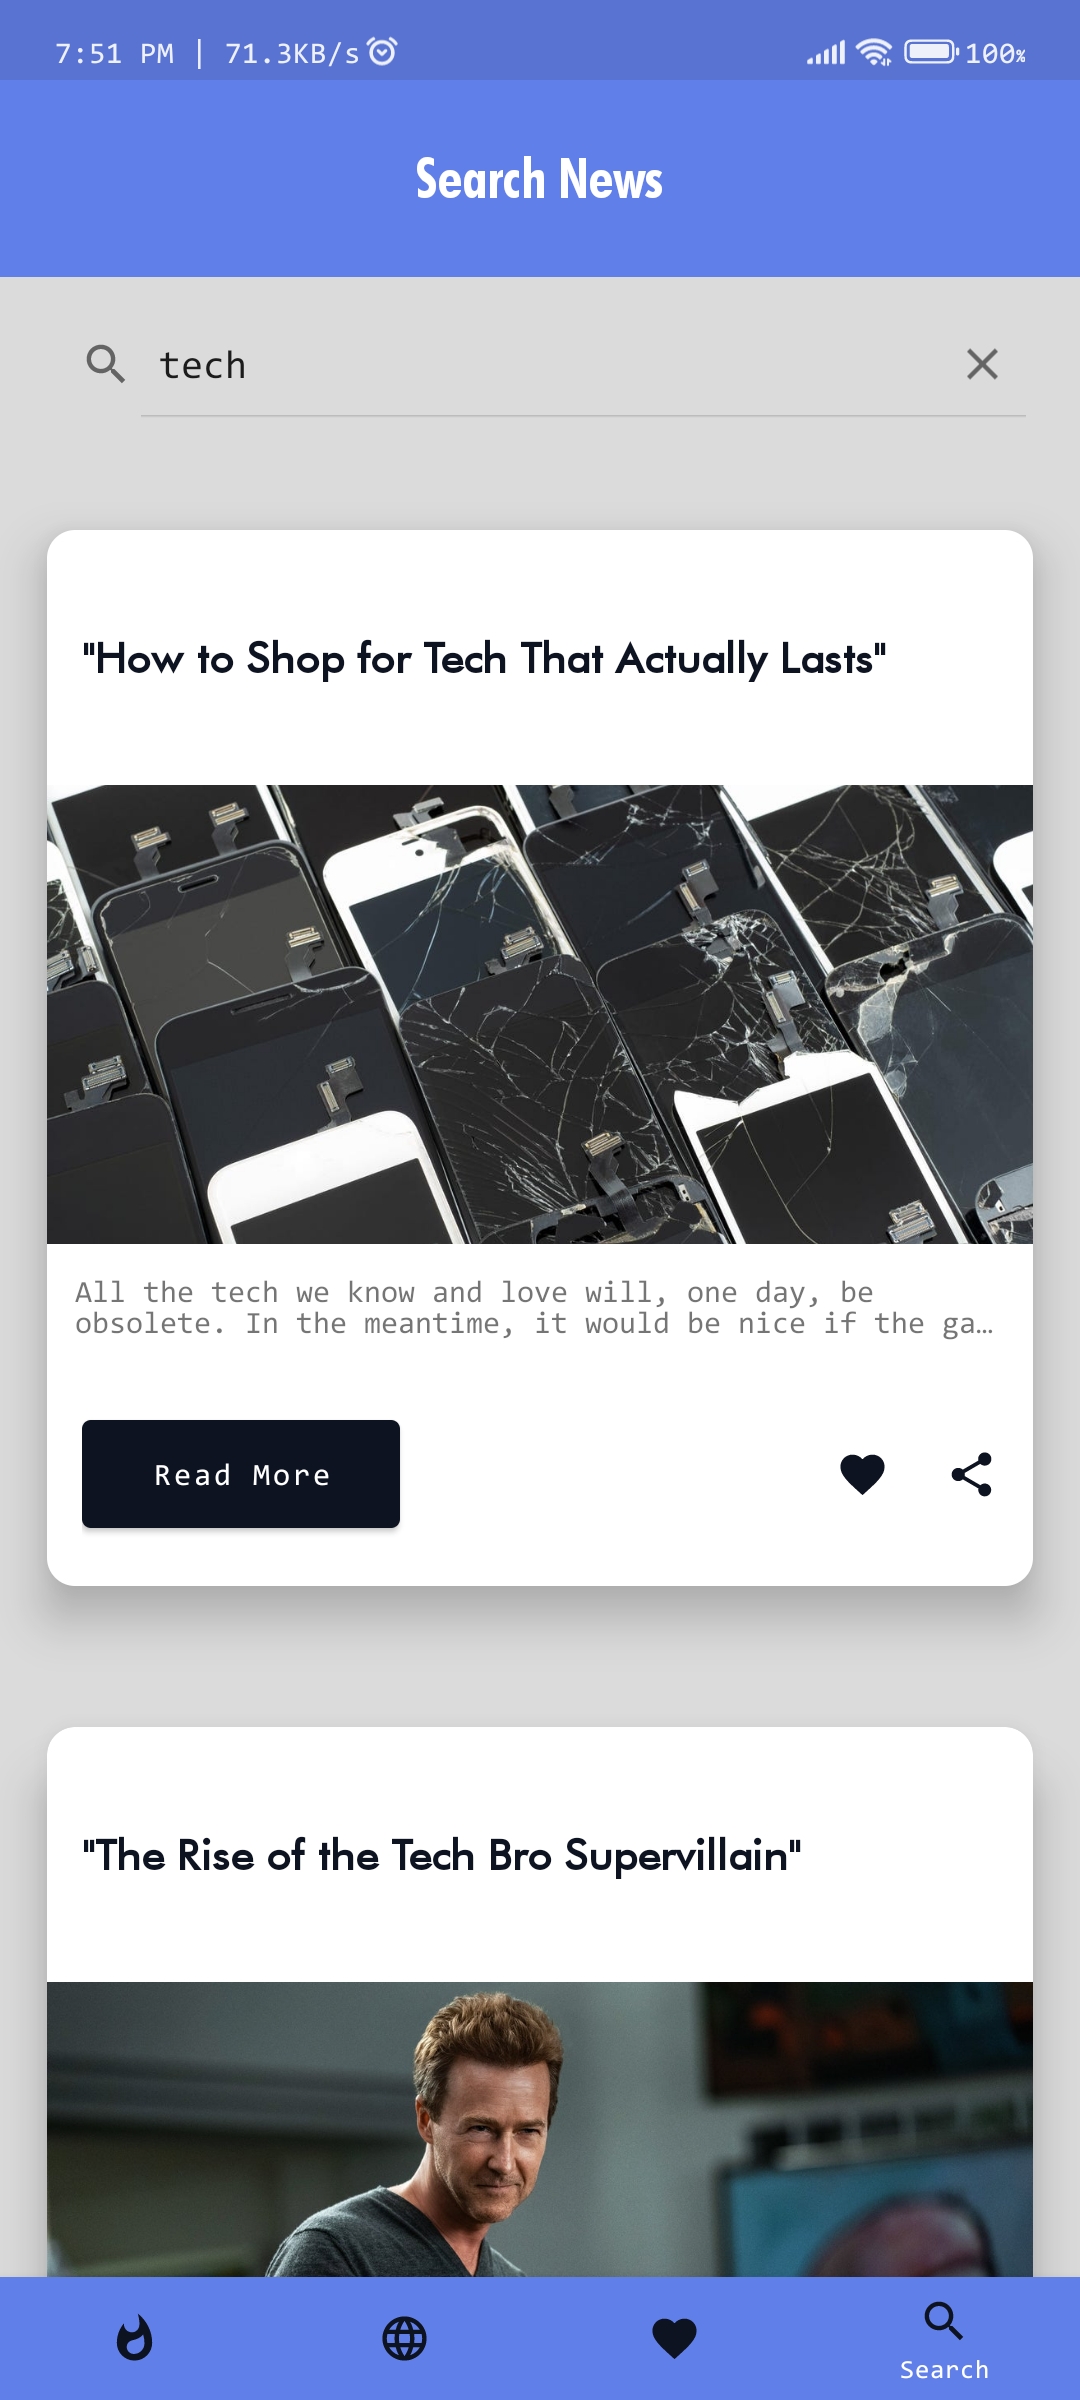 7:51 PM | 71.3KB/s 100%
Search News
tech
"How to Shop for Tech That Actually Lasts"
All the tech we know and love will, one day, be
obsolete. In the meantime, it would be nice if the ga…
Read More
"The Rise of the Tech Bro Supervillain"
Search